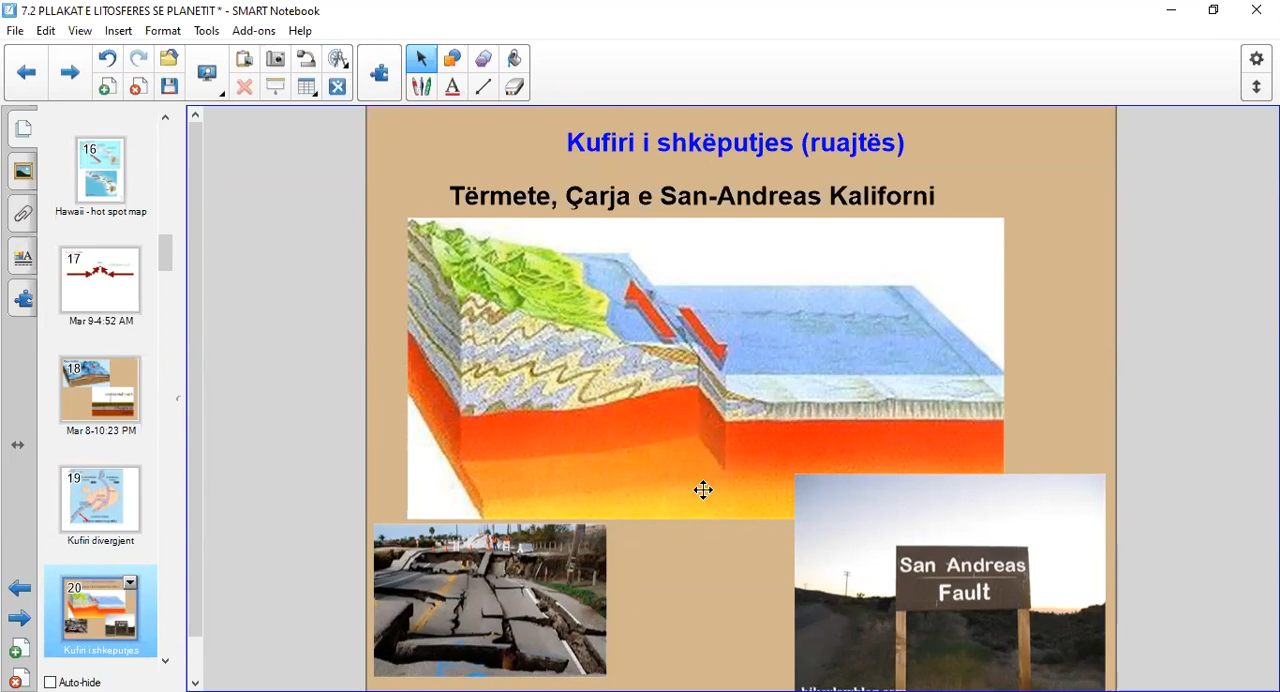 7.2 PLLAKAT E LITOSFERES SE PLANETIT * - SMART Notebook
File Edit View Insert Format Tools Add-ons Help
16
Hawaii - hot spot map
17
Mar 9-4:52 AM
18
Mar 8-10:23 PM
19
Kufiri divergjent
20
Kufiri i shkeputjes
Auto-hide
Kufiri i shkëputjes (ruajtës)
Tërmete, Çarja e San-Andreas Kaliforni
San Andreas
Fault